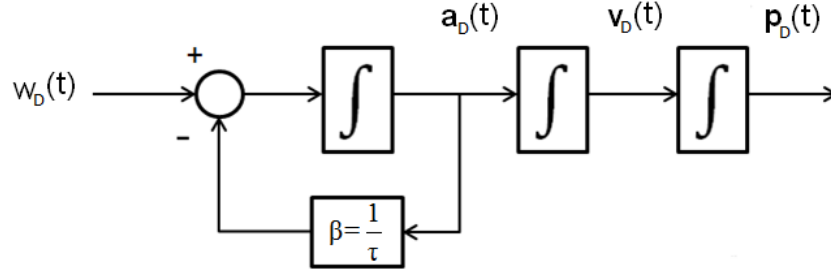 a_D(t) v_D(t) p_D(t)
+
w_D(t)
∫ ∫ ∫
-
β=1/τ